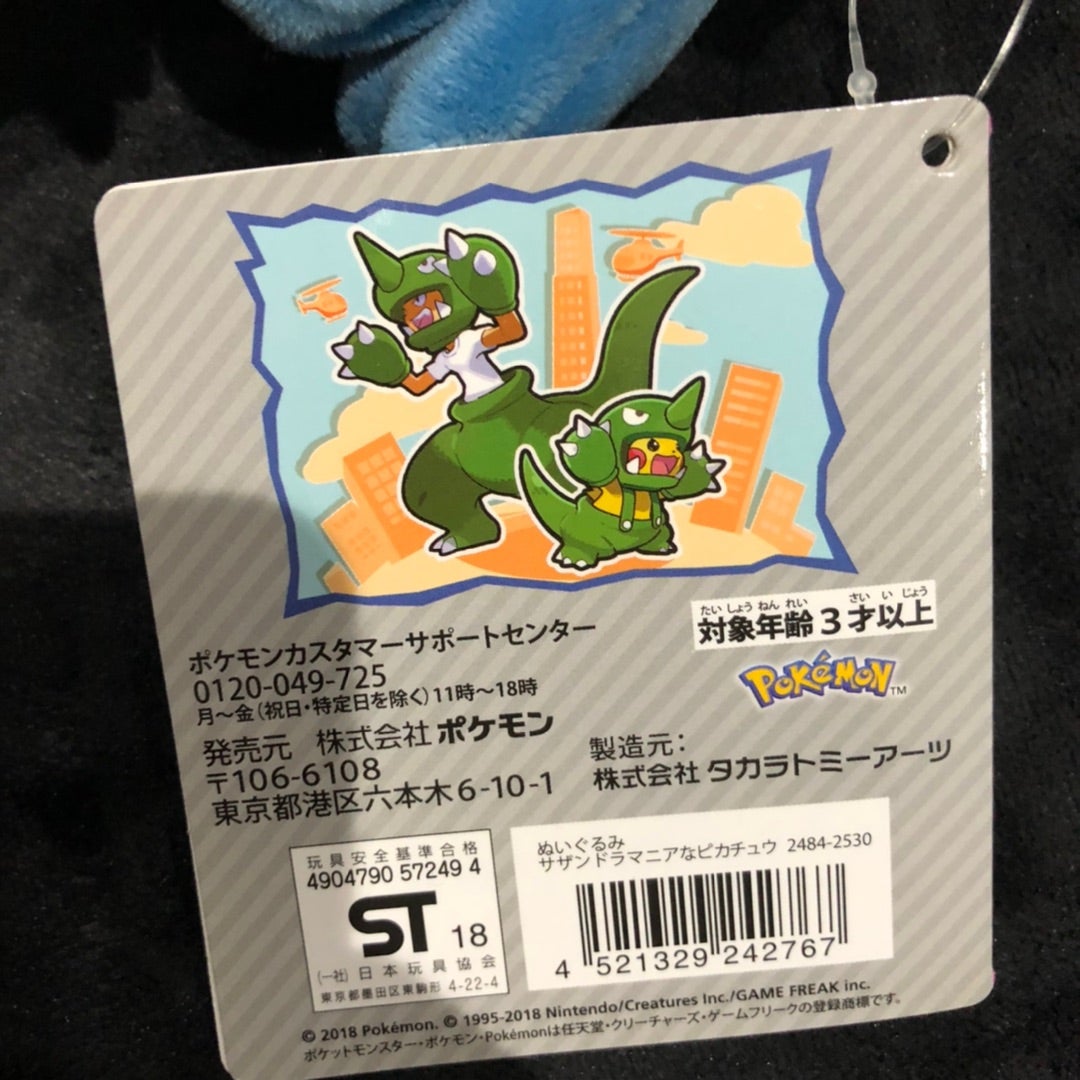 たい しょう ねん れい さい い じょう
対象年齢3才以上
POKéMON TM
ポケモンカスタマーサポートセンター
0120-049-725
月～金(祝日・特定日を除く)11時～18時
発売元 株式会社 ポケモン
〒106-6108
東京都港区六本木6-10-1
製造元:
株式会社 タカラトミーアーツ
玩具安全基準合格
4904790 57249 4
ST 18
(一社) 日本玩具協会
東京都墨田区東駒形 4-22-4
ぬいぐるみ
サザンドラマニアなピカチュウ 2484-2530
4 521329 242767
© 2018 Pokémon. © 1995-2018 Nintendo/Creatures Inc./GAME FREAK inc.
ポケットモンスター・ポケモン・Pokémonは任天堂・クリーチャーズ・ゲームフリークの登録商標です。